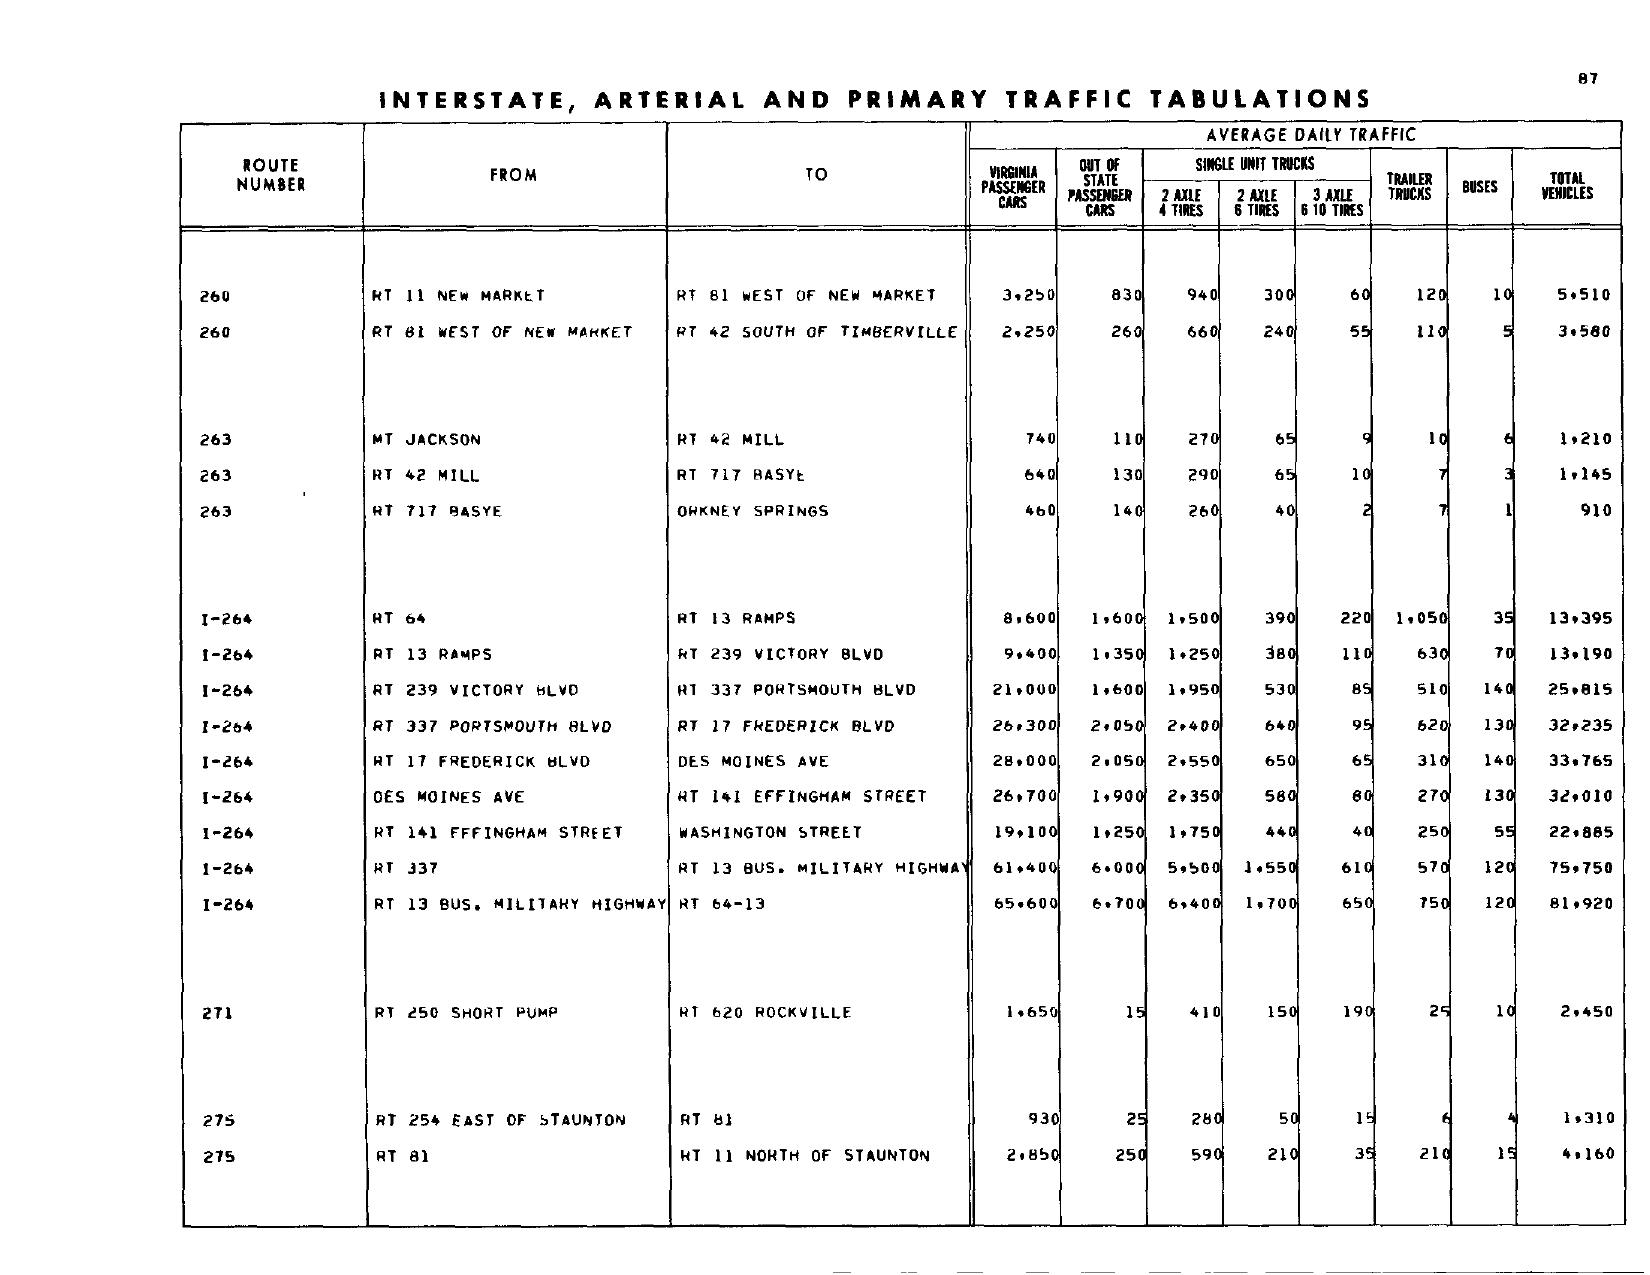 87
INTERSTATE, ARTERIAL AND PRIMARY TRAFFIC TABULATIONS
ROUTE NUMBER FROM TO AVERAGE DAILY TRAFFIC
VIRGINIA PASSENGER CARS OUT OF STATE PASSENGER CARS SINGLE UNIT TRUCKS TRAILER TRUCKS BUSES TOTAL VEHICLES
2 AXLE 4 TIRES 2 AXLE 6 TIRES 3 AXLE 6 10 TIRES
260 RT 11 NEW MARKET RT 81 WEST OF NEW MARKET 3,250 830 940 300 60 120 10 5,510
260 RT 81 WEST OF NEW MARKET RT 42 SOUTH OF TIMBERVILLE 2,250 260 660 240 55 110 5 3,580
263 MT JACKSON RT 42 MILL 740 110 270 65 9 10 6 1,210
263 RT 42 MILL RT 717 BASYE 640 130 290 65 10 7 3 1,145
263 RT 717 BASYE ORKNEY SPRINGS 460 140 260 40 2 7 1 910
I-264 RT 64 RT 13 RAMPS 8,600 1,600 1,500 390 220 1,050 35 13,395
I-264 RT 13 RAMPS RT 239 VICTORY BLVD 9,400 1,350 1,250 380 110 630 70 13,190
I-264 RT 239 VICTORY BLVD RT 337 PORTSMOUTH BLVD 21,000 1,600 1,950 530 85 510 140 25,815
I-264 RT 337 PORTSMOUTH BLVD RT 17 FREDERICK BLVD 26,300 2,050 2,400 640 95 620 130 32,235
I-264 RT 17 FREDERICK BLVD DES MOINES AVE 28,000 2,050 2,550 650 65 310 140 33,765
I-264 DES MOINES AVE RT 141 EFFINGHAM STREET 26,700 1,900 2,350 580 80 270 130 32,010
I-264 RT 141 EFFINGHAM STREET WASHINGTON STREET 19,100 1,250 1,750 440 40 250 55 22,885
I-264 RT 337 RT 13 BUS. MILITARY HIGHWAY 61,400 6,000 5,500 1,550 610 570 120 75,750
I-264 RT 13 BUS. MILITARY HIGHWAY RT 64-13 65,600 6,700 6,400 1,700 650 750 120 81,920
271 RT 250 SHORT PUMP RT 620 ROCKVILLE 1,650 15 410 150 190 25 10 2,450
275 RT 254 EAST OF STAUNTON RT 81 930 25 280 50 15 6 4 1,310
275 RT 81 RT 11 NORTH OF STAUNTON 2,850 250 590 210 35 210 15 4,160